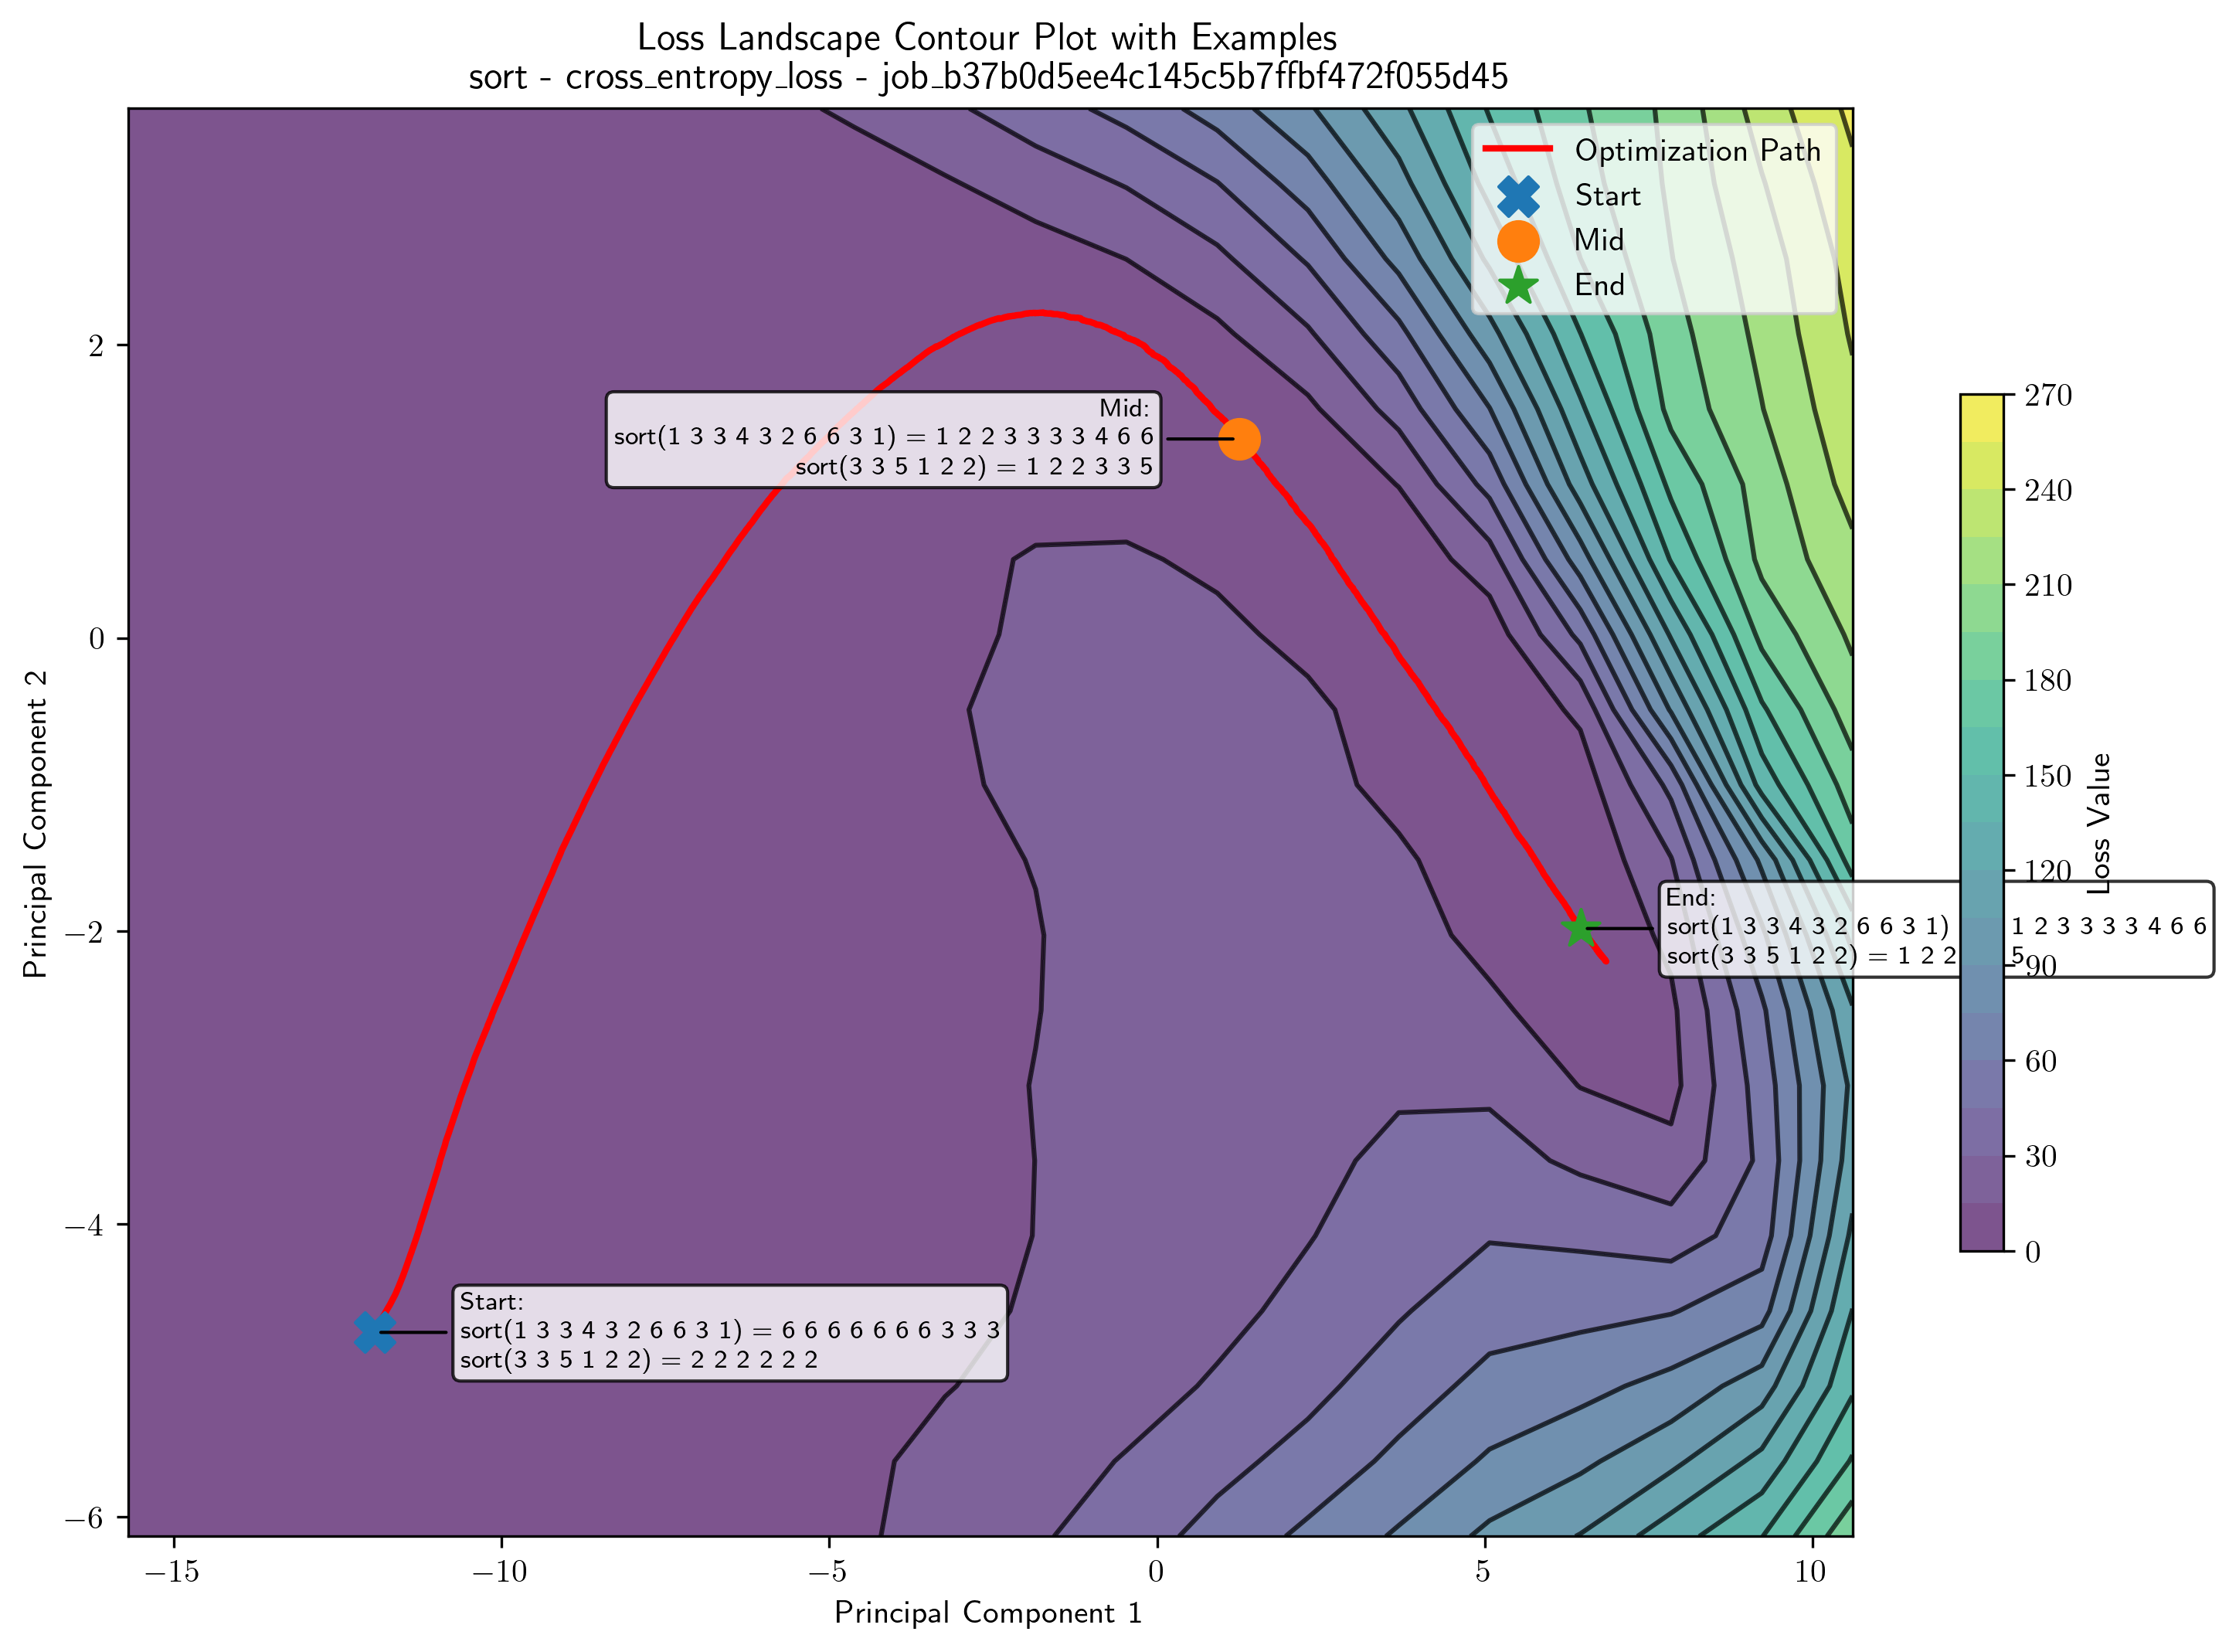 Loss Landscape Contour Plot with Examples
sort - cross_entropy_loss - job_b37b0d5ee4c145c5b7ffbf472f055d45
Optimization Path
Start
Mid
End
Mid:
sort(1 3 3 4 3 2 6 6 3 1) = 1 2 2 3 3 3 3 4 6 6
sort(3 3 5 1 2 2) = 1 2 2 3 3 5
End:
sort(1 3 3 4 3 2 6 6 3 1) 1 2 3 3 3 3 4 6 6
sort(3 3 5 1 2 2) = 1 2 2 5
Start:
sort(1 3 3 4 3 2 6 6 3 1) = 6 6 6 6 6 6 6 3 3 3
sort(3 3 5 1 2 2) = 2 2 2 2 2 2
2
0
−2
−4
−6
Principal Component 2
−15
−10
−5
0
5
10
Principal Component 1
270
240
210
180
150
120
90
60
30
0
Loss Value